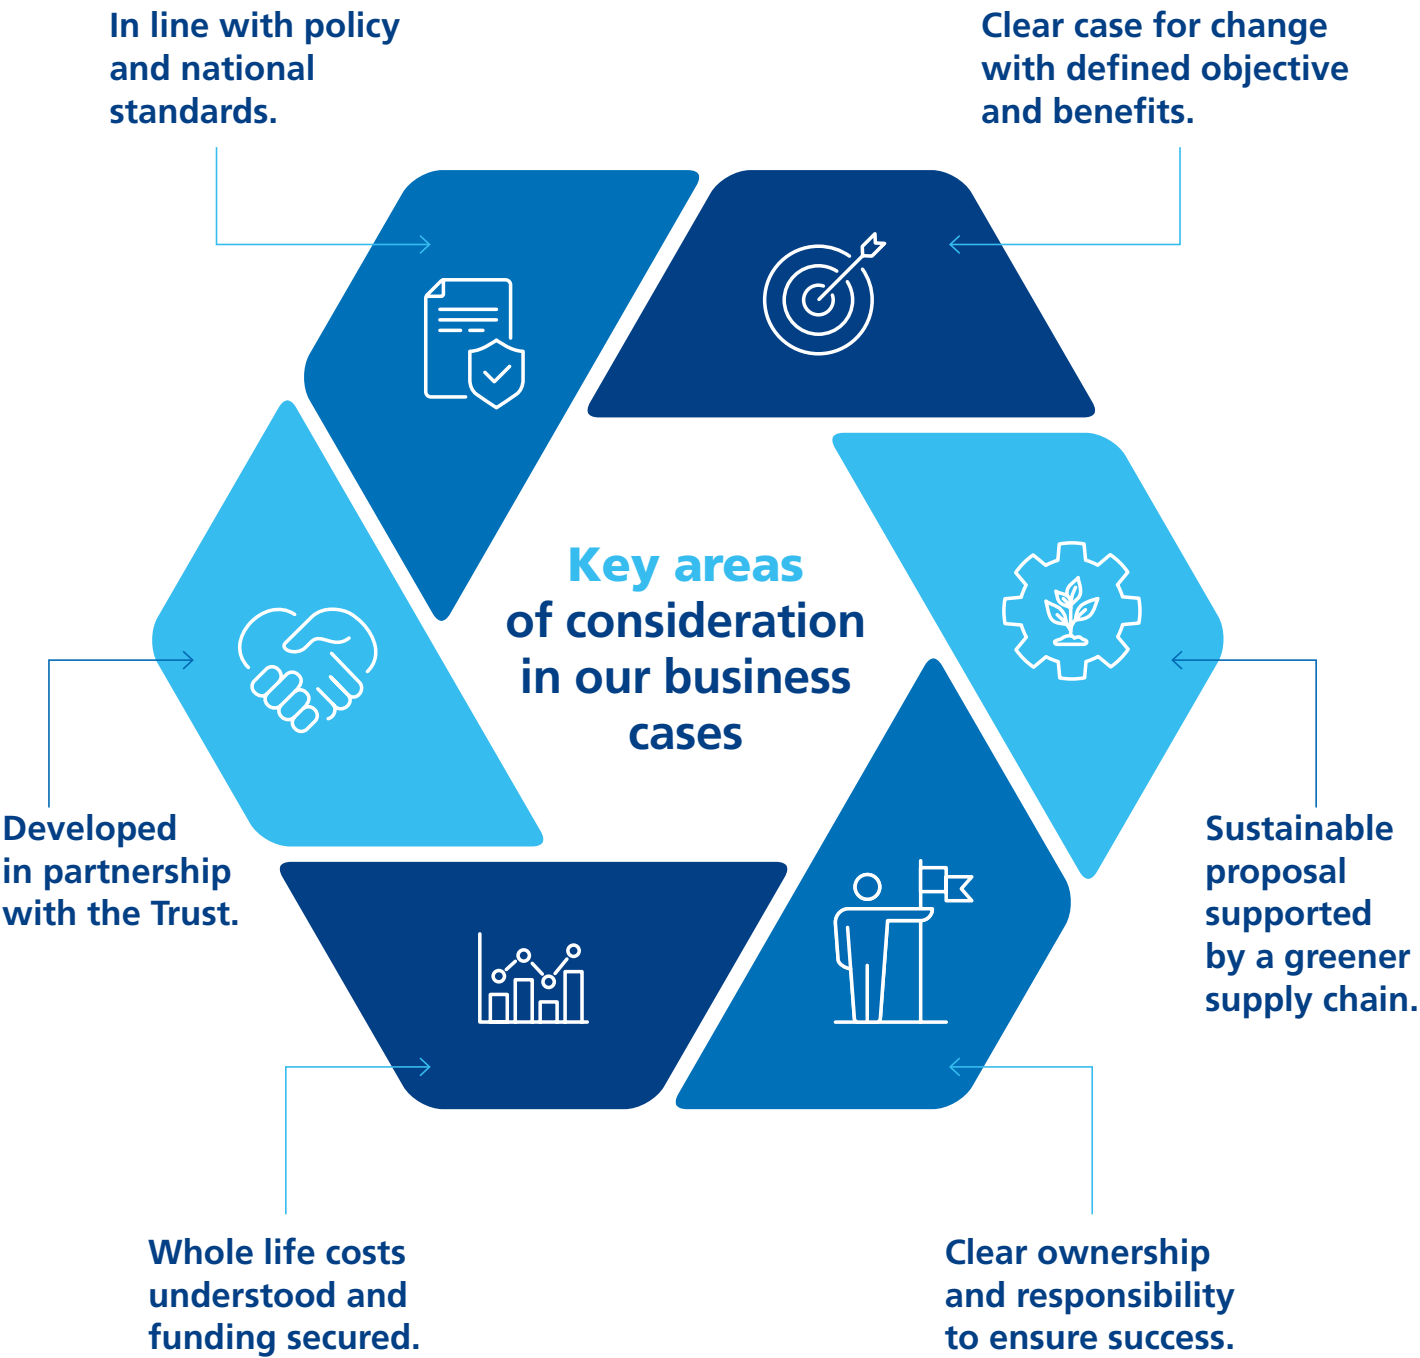 In line with policy
and national
standards.
Clear case for change
with defined objective
and benefits.
Key areas
of consideration
in our business
cases
Developed
in partnership
with the Trust.
Sustainable
proposal
supported
by a greener
supply chain.
Whole life costs
understood and
funding secured.
Clear ownership
and responsibility
to ensure success.